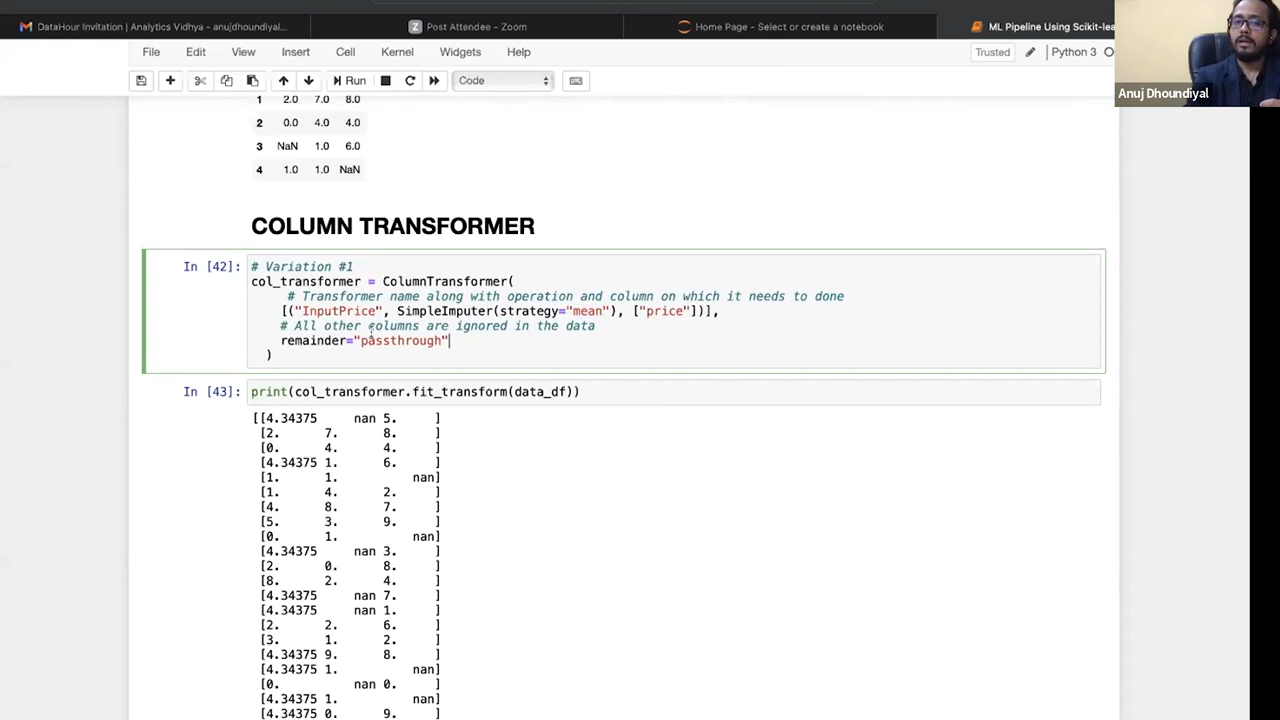 DataHour Invitation | Analytics Vidhya - anujdhoundiyal...
Post Attendee - Zoom
Home Page - Select or create a notebook
ML Pipeline Using Scikit-lea
File Edit View Insert Cell Kernel Widgets Help
Trusted
Python 3
Run
Code
Anuj Dhoundiyal
1 2.0 7.0 8.0
2 0.0 4.0 4.0
3 NaN 1.0 6.0
4 1.0 1.0 NaN
COLUMN TRANSFORMER
In [42]:
# Variation #1
col_transformer = ColumnTransformer(
# Transformer name along with operation and column on which it needs to done
[("InputPrice", SimpleImputer(strategy="mean"), ["price"])],
# All other columns are ignored in the data
remainder="passthrough"
)
In [43]: print(col_transformer.fit_transform(data_df))
[[4.34375 nan 5. ]
[2. 7. 8. ]
[0. 4. 4. ]
[4.34375 1. 6. ]
[1. 1. nan]
[1. 4. 2. ]
[4. 8. 7. ]
[5. 3. 9. ]
[0. 1. nan]
[4.34375 nan 3. ]
[2. 0. 8. ]
[8. 2. 4. ]
[4.34375 nan 7. ]
[4.34375 nan 1. ]
[2. 2. 6. ]
[3. 1. 2. ]
[4.34375 9. 8. ]
[4.34375 1. nan]
[0. nan 0. ]
[4.34375 1. nan]
[4.34375 0. 9. ]